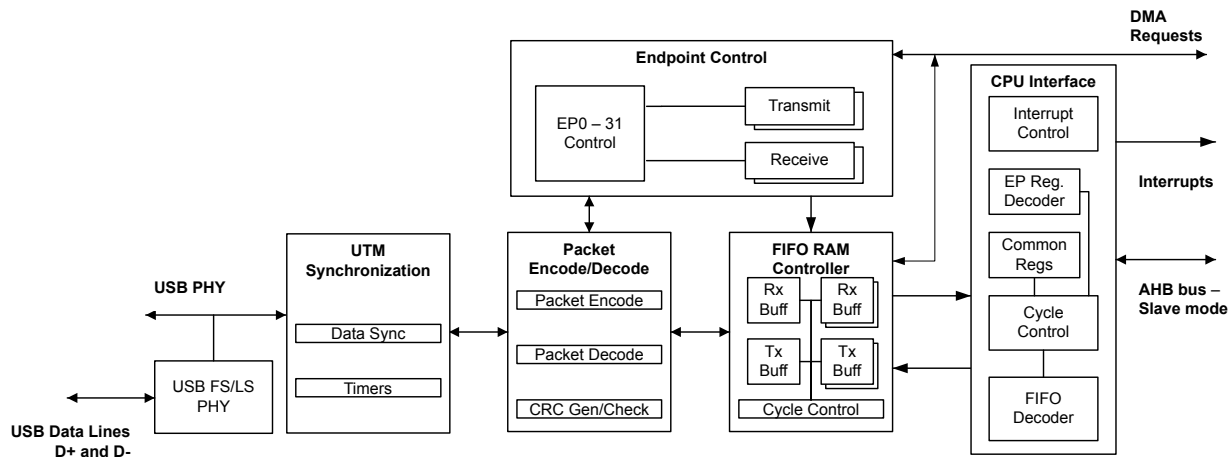 DMA
Requests
Endpoint Control
EP0 – 31
Control
Transmit
Receive
CPU Interface
Interrupt
Control
EP Reg.
Decoder
Common
Regs
Cycle
Control
FIFO
Decoder
Interrupts
AHB bus –
Slave mode
UTM
Synchronization
Data Sync
Timers
Packet
Encode/Decode
Packet Encode
Packet Decode
CRC Gen/Check
FIFO RAM
Controller
Rx
Buff
Rx
Buff
Tx
Buff
Tx
Buff
Cycle Control
USB PHY
USB FS/LS
PHY
USB Data Lines
D+ and D-